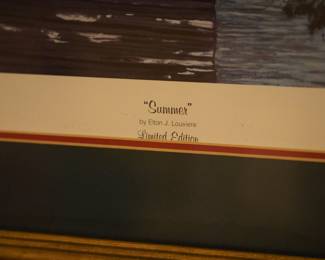 "Summer"
by Elton J. Louviere
Limited Edition